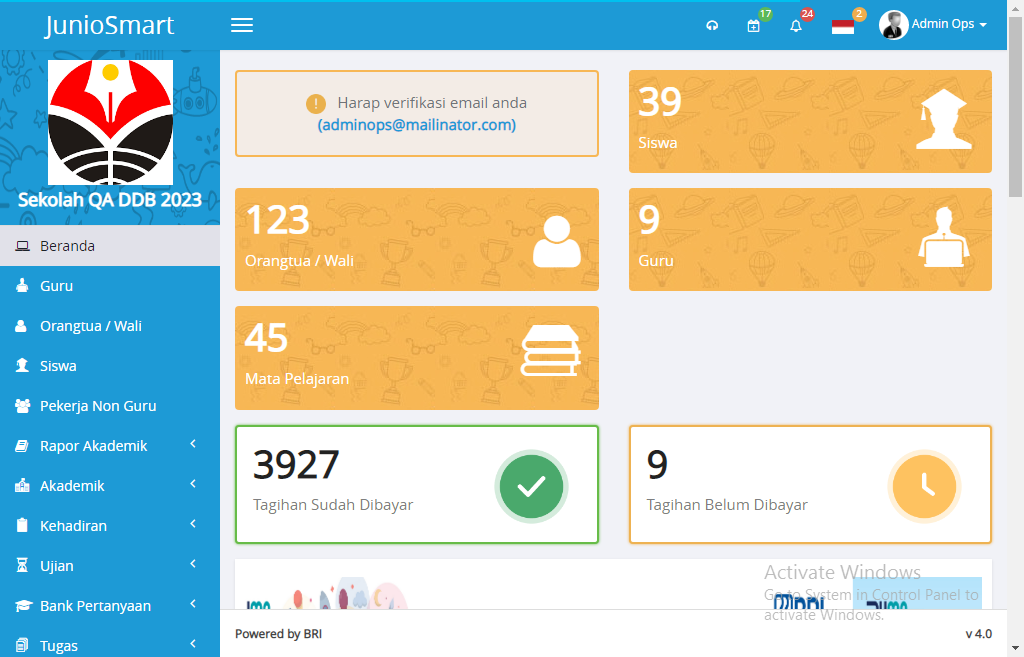 JunioSmart
17
24
2
Admin Ops
Sekolah QA DDB 2023
Beranda
Guru
Orangtua / Wali
Siswa
Pekerja Non Guru
Rapor Akademik
Akademik
Kehadiran
Ujian
Bank Pertanyaan
Tugas
Harap verifikasi email anda
(adminops@mailinator.com)
39
Siswa
123
Orangtua / Wali
9
Guru
45
Mata Pelajaran
3927
Tagihan Sudah Dibayar
9
Tagihan Belum Dibayar
Activate Windows
Go to System in Control Panel to
activate Windows.
Powered by BRI
v 4.0